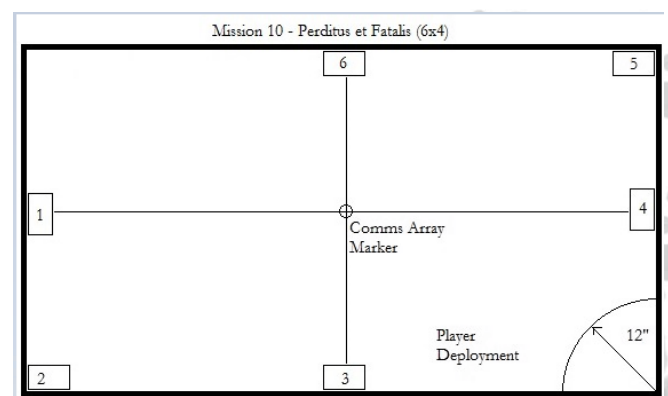 Mission 10 - Perditus et Fatalis (6x4)
6
5
1
4
Comms Array
Marker
Player
Deployment
12"
2
3